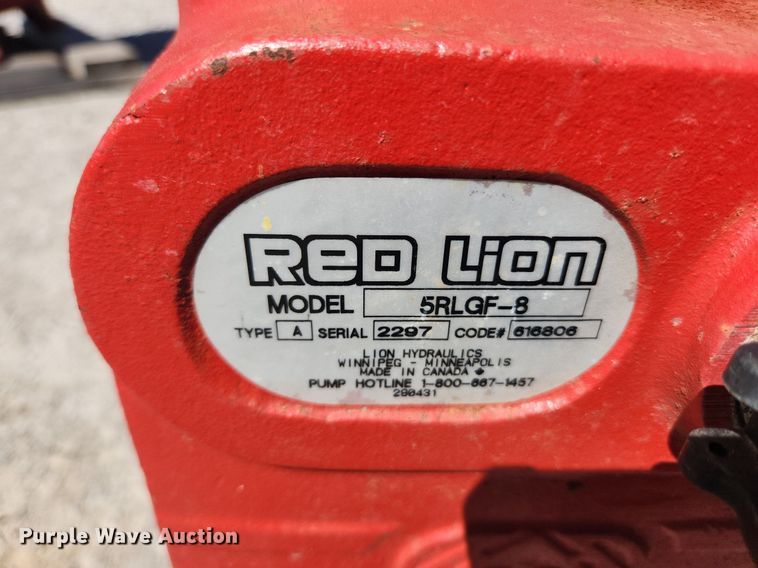 RED LION
MODEL 5RLGF-8
TYPE A SERIAL 2297 CODE# 616806
LION HYDRAULICS
WINNIPEG - MINNEAPOLIS
MADE IN CANADA
PUMP HOTLINE 1-800-667-1457
290431
Purple Wave Auction